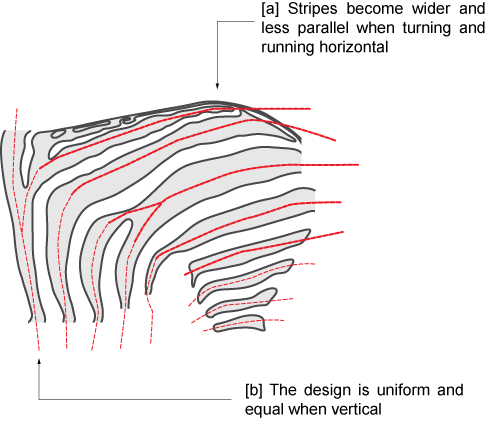 [a] Stripes become wider and
less parallel when turning and
running horizontal
[b] The design is uniform and
equal when vertical